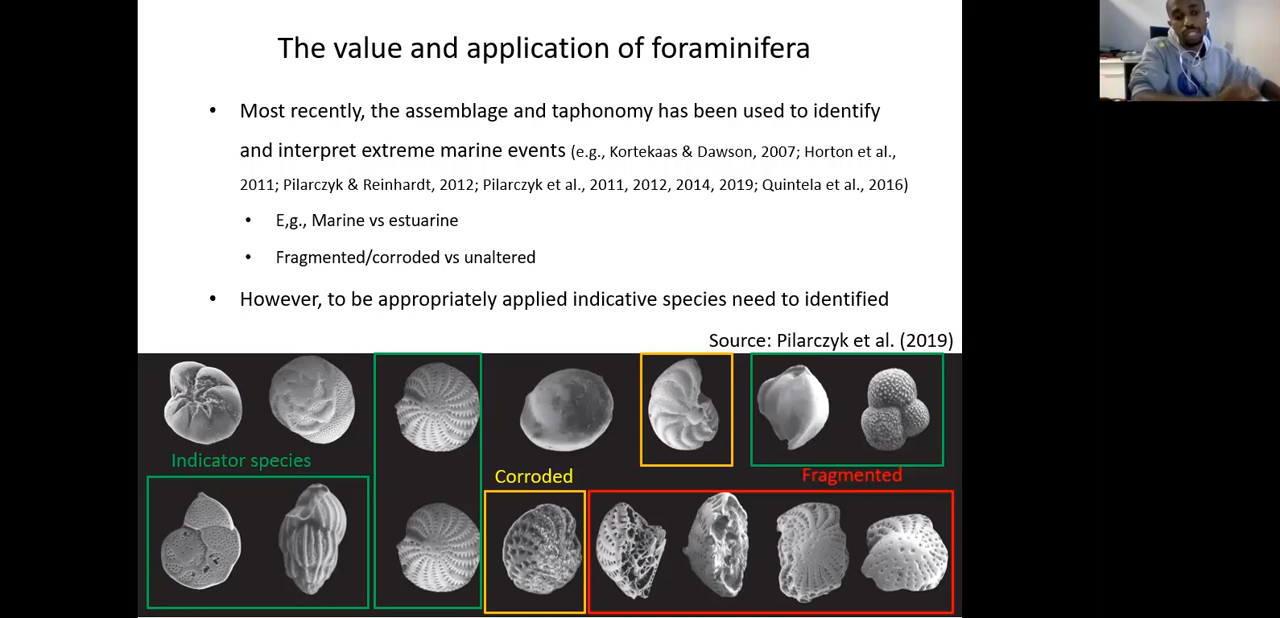 The value and application of foraminifera
• Most recently, the assemblage and taphonomy has been used to identify
and interpret extreme marine events (e.g., Kortekaas & Dawson, 2007; Horton et al.,
2011; Pilarczyk & Reinhardt, 2012; Pilarczyk et al., 2011, 2012, 2014, 2019; Quintela et al., 2016)
• E,g., Marine vs estuarine
• Fragmented/corroded vs unaltered
• However, to be appropriately applied indicative species need to identified
Source: Pilarczyk et al. (2019)
Indicator species
Corroded
Fragmented